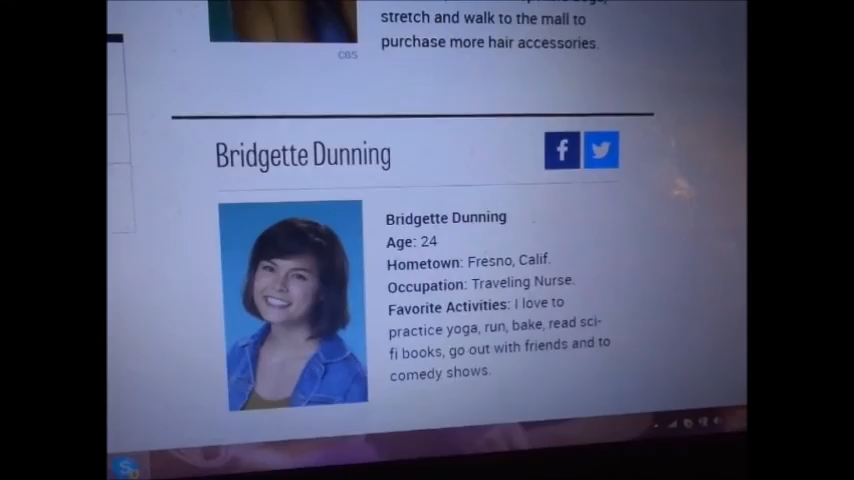 stretch and walk to the mall to
purchase more hair accessories.
CBS
Bridgette Dunning
Bridgette Dunning
Age: 24
Hometown: Fresno, Calif.
Occupation: Traveling Nurse.
Favorite Activities: I love to
practice yoga, run, bake, read sci-
fi books, go out with friends and to
comedy shows.